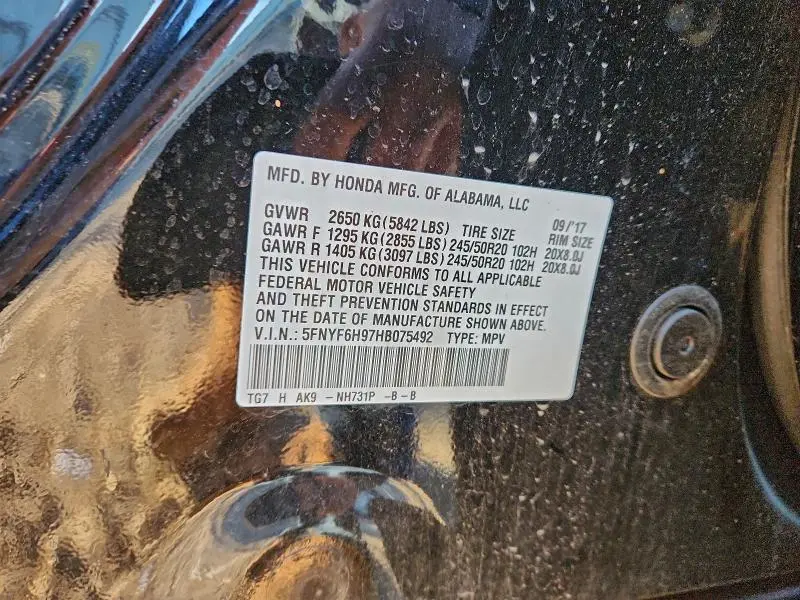 MFD. BY HONDA MFG. OF ALABAMA, LLC
GVWR 2650 KG (5842 LBS) TIRE SIZE 09/'17 RIM SIZE
GAWR F 1295 KG (2855 LBS) 245/50R20 102H 20X8.0J
GAWR R 1405 KG (3097 LBS) 245/50R20 102H 20X8.0J
THIS VEHICLE CONFORMS TO ALL APPLICABLE
FEDERAL MOTOR VEHICLE SAFETY
AND THEFT PREVENTION STANDARDS IN EFFECT
ON THE DATE OF MANUFACTURE SHOWN ABOVE.
V.I.N.: 5FNYF6H97HB075492 TYPE: MPV
TG7 H AK9 - NH731P -B-B